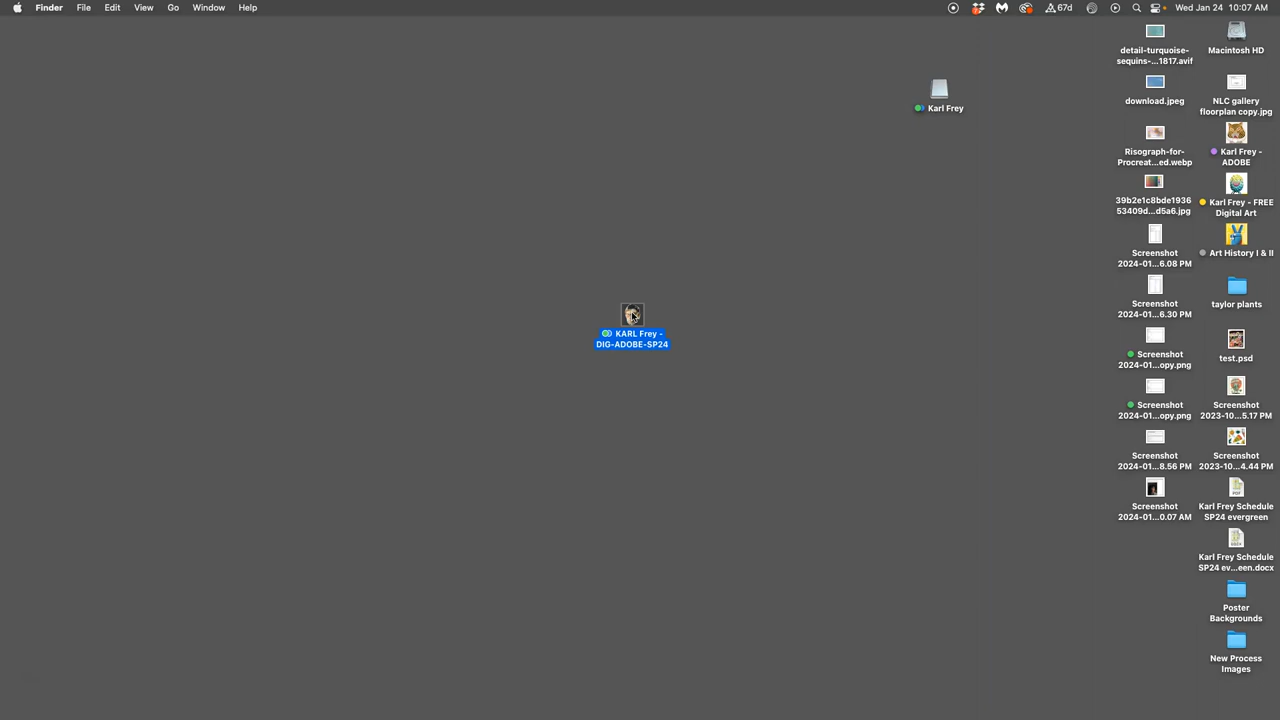 Finder File Edit View Go Window Help
67d
Wed Jan 24 10:07 AM
Karl Frey
KARL Frey -
DIG-ADOBE-SP24
detail-turquoise-
sequins-...1817.avif
download.jpeg
Risograph-for-
Procreat...ed.webp
39b2e1c8bde1936
53409d...d5a6.jpg
Screenshot
2024-01...6.08 PM
Screenshot
2024-01...6.30 PM
Screenshot
2024-01...opy.png
Screenshot
2024-01...opy.png
Screenshot
2024-01...8.56 PM
Screenshot
2024-01...0.07 AM
Macintosh HD
NLC gallery
floorplan copy.jpg
Karl Frey -
ADOBE
Karl Frey - FREE
Digital Art
Art History I & II
taylor plants
test.psd
Screenshot
2023-10...5.17 PM
Screenshot
2023-10...4.44 PM
PDF
Karl Frey Schedule
SP24 evergreen
Karl Frey Schedule
SP24 ev...een.docx
Poster
Backgrounds
New Process
Images